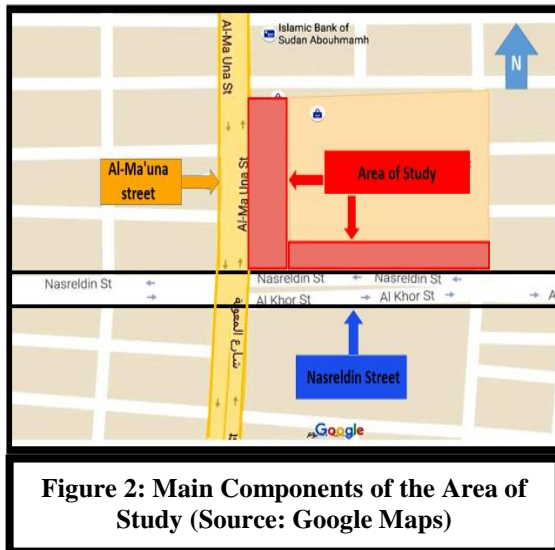 Al-Ma Una St
Islamic Bank of
Sudan Abouhmamh
N
Al-Ma'una
street
Al-Ma Una St
Area of Study
Nasreldin St
Nasreldin St
Nasreldin St
Al Khor St
Al Khor St
A
شارع المعونة
Nasreldin Street
Google
Figure 2: Main Components of the Area of
Study (Source: Google Maps)